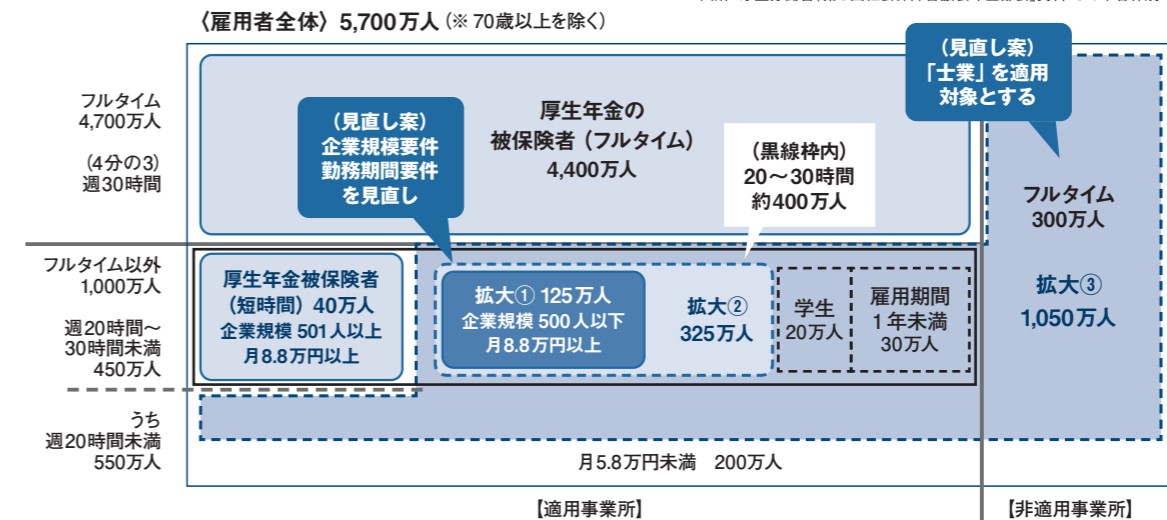 〈雇用者全体〉5,700万人(※70歳以上を除く)
フルタイム
4,700万人
(4分の3)
週30時間
(見直し案)
企業規模要件
勤務期間要件
を見直し
厚生年金の
被保険者(フルタイム)
4,400万人
(黒線枠内)
20〜30時間
約400万人
(見直し案)
「士業」を適用
対象とする
フルタイム
300万人
拡大③
1,050万人
フルタイム以外
1,000万人
週20時間〜
30時間未満
450万人
厚生年金被保険者
(短時間)40万人
企業規模501人以上
月8.8万円以上
拡大①125万人
企業規模500人以下
月8.8万円以上
拡大②
325万人
学生
20万人
雇用期間
1年未満
30万人
うち
週20時間未満
550万人
月5.8万円未満 200万人
【適用事業所】
【非適用事業所】